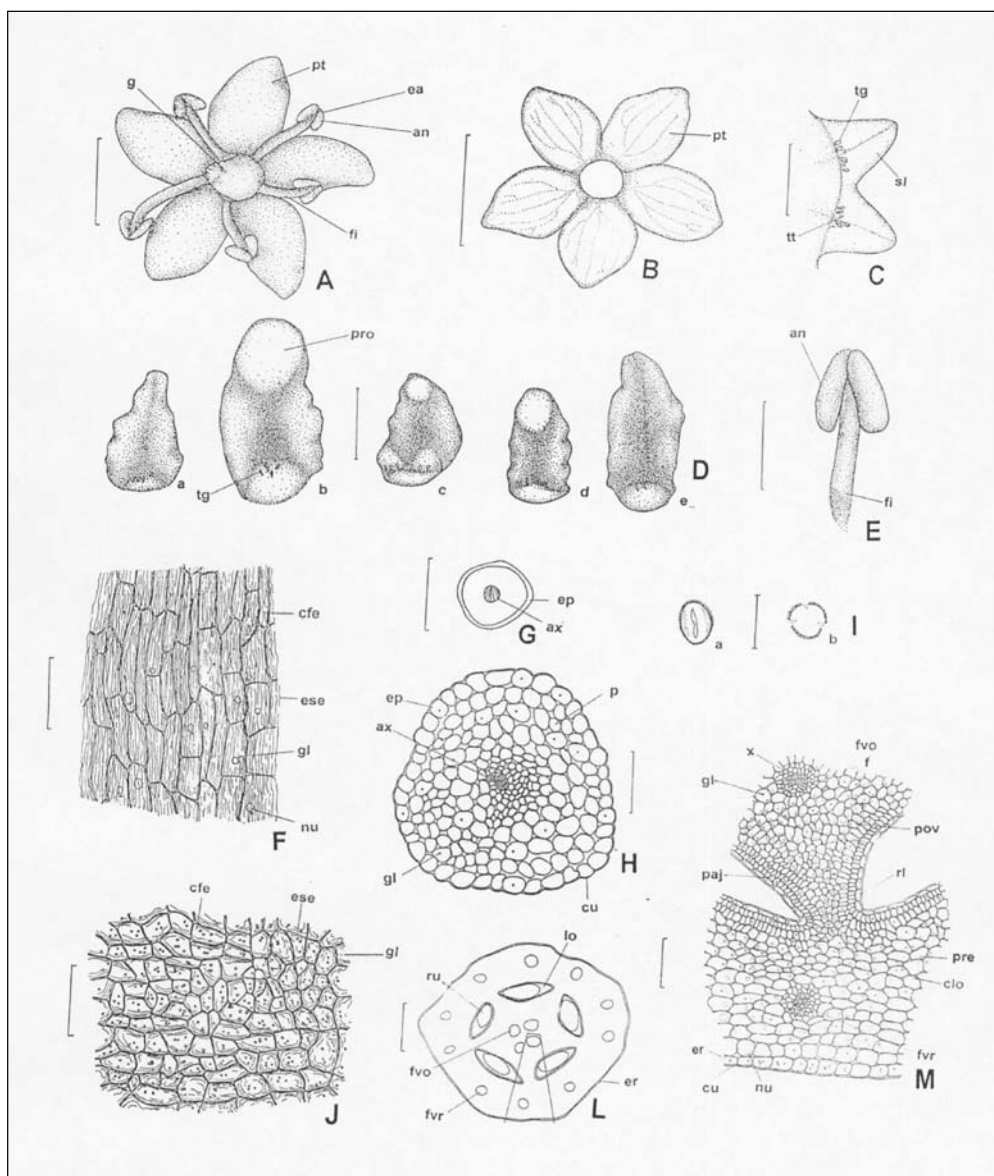 pt
g
ea
an
fi
A
pt
B
tg
sl
tt
C
pro
tg
a
b
c
d
e
D
an
fi
E
cfe
ese
gl
nu
F
ep
ax
G
a
b
I
ep
p
ax
gl
cu
H
x
fvo
f
gl
pov
paj
rl
pre
clo
er
fvr
cu
nu
M
cfe
ese
gl
J
lo
ru
fvo
er
fvr
L